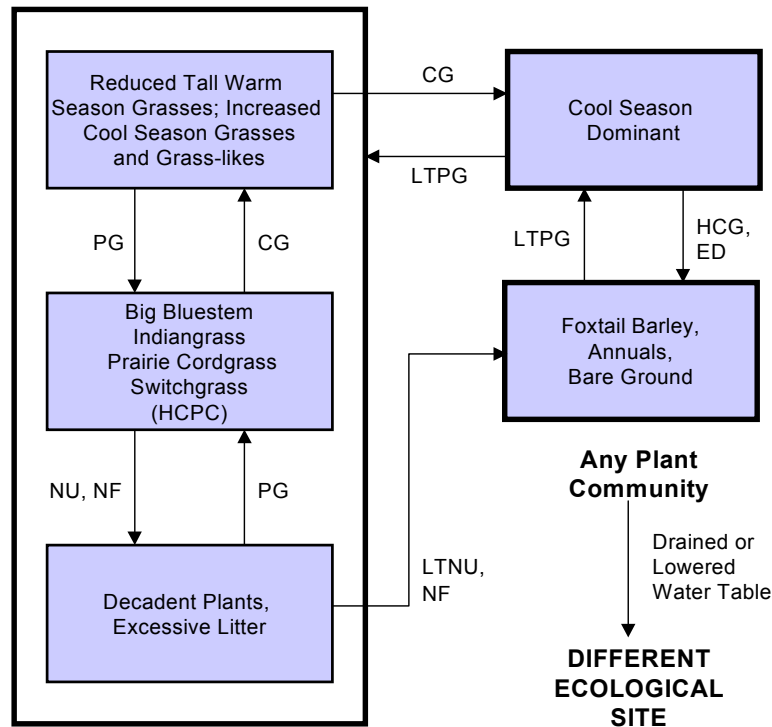 Reduced Tall Warm
Season Grasses; Increased
Cool Season Grasses
and Grass-likes
CG
Cool Season
Dominant
LTPG
PG
CG
LTPG
HCG,
ED
Big Bluestem
Indiangrass
Prairie Cordgrass
Switchgrass
(HCPC)
Foxtail Barley,
Annuals,
Bare Ground
NU, NF
PG
Any Plant
Community
LTNU,
NF
Drained or
Lowered
Water Table
Decadent Plants,
Excessive Litter
DIFFERENT
ECOLOGICAL
SITE